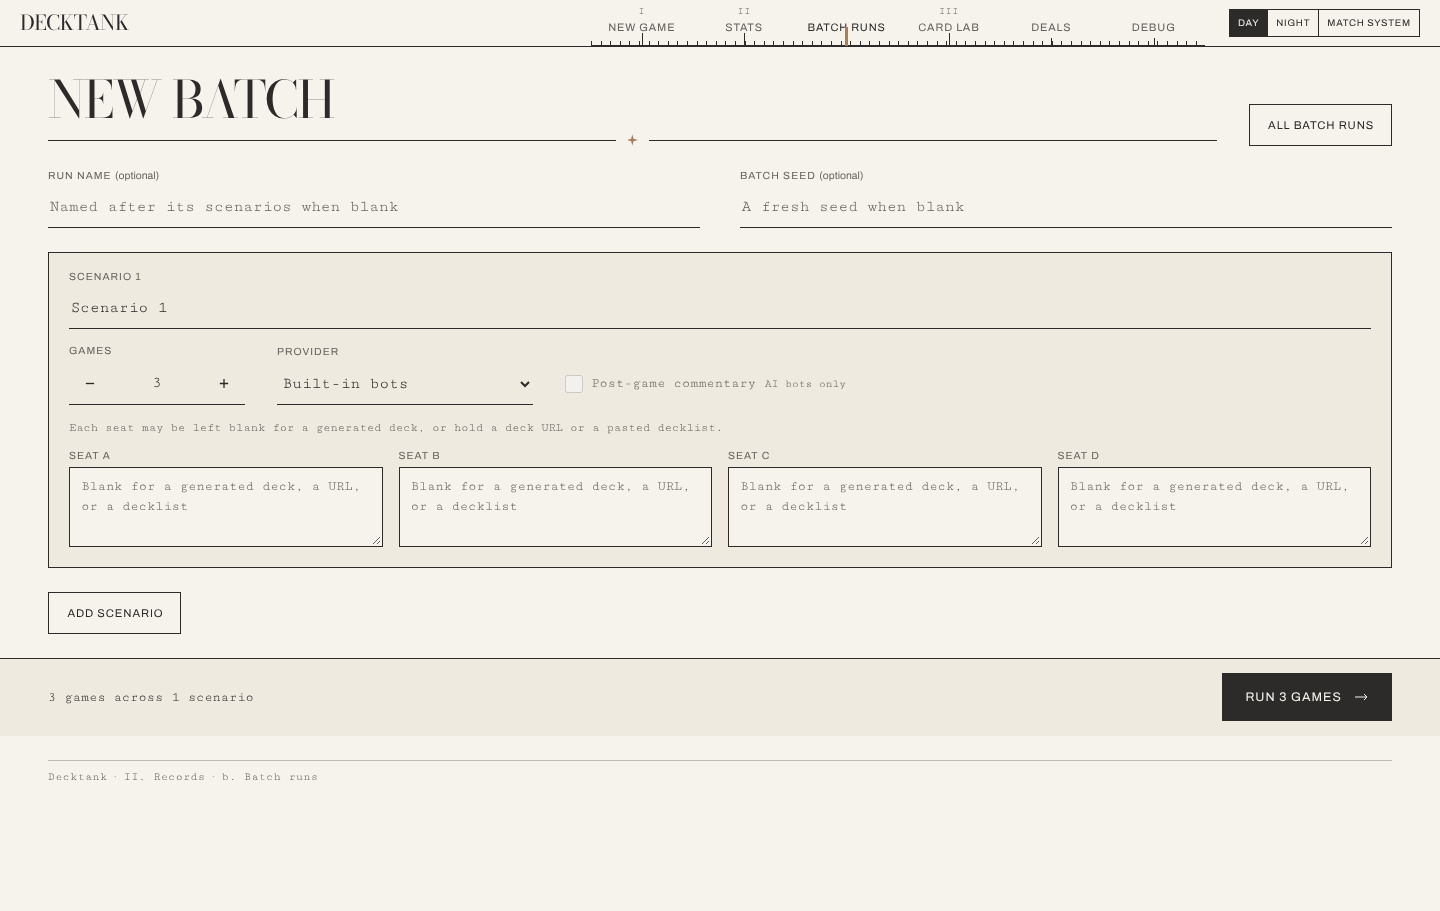 DECKTANK
I
NEW GAME
II
STATS
BATCH RUNS
III
CARD LAB
DEALS
DEBUG
DAY
NIGHT
MATCH SYSTEM
NEW BATCH
ALL BATCH RUNS
RUN NAME (optional)
Named after its scenarios when blank
BATCH SEED (optional)
A fresh seed when blank
SCENARIO 1
Scenario 1
GAMES
− 3 +
PROVIDER
Built-in bots
Post-game commentary AI bots only
Each seat may be left blank for a generated deck, or hold a deck URL or a pasted decklist.
SEAT A
Blank for a generated deck, a URL,
or a decklist
SEAT B
Blank for a generated deck, a URL,
or a decklist
SEAT C
Blank for a generated deck, a URL,
or a decklist
SEAT D
Blank for a generated deck, a URL,
or a decklist
ADD SCENARIO
3 games across 1 scenario
RUN 3 GAMES →
Decktank · II. Records · b. Batch runs